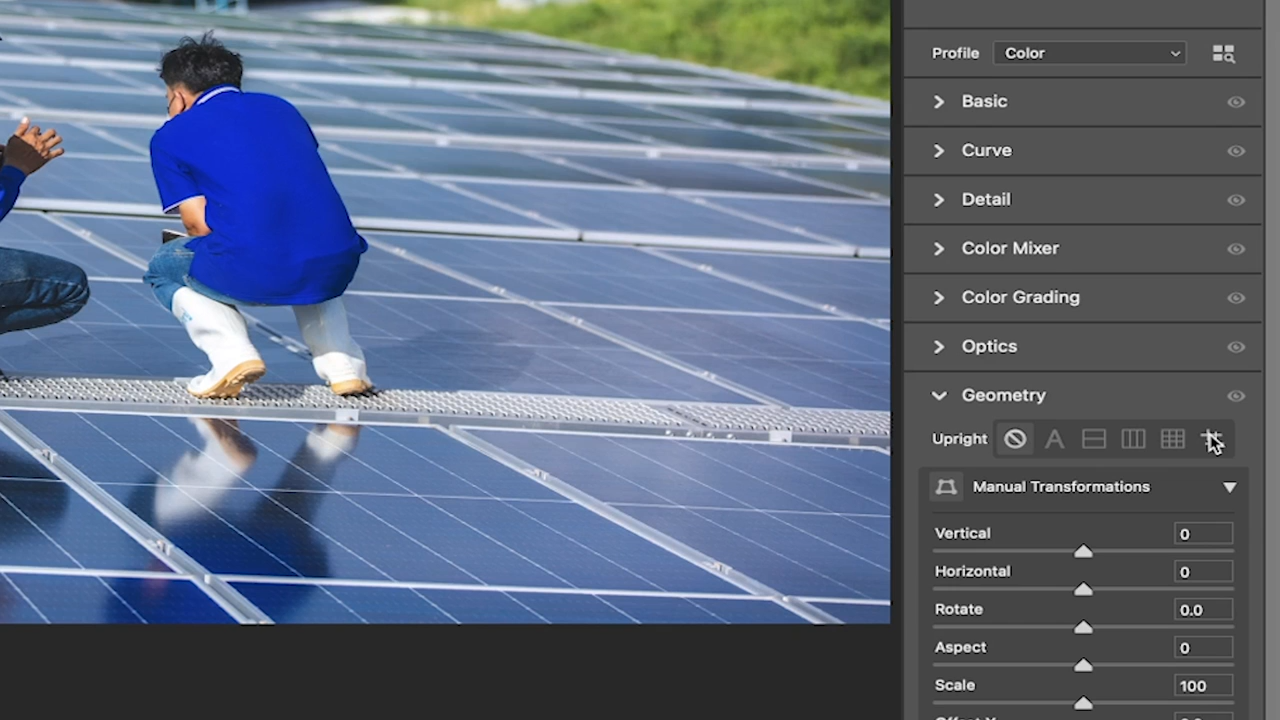 Profile Color
Basic
Curve
Detail
Color Mixer
Color Grading
Optics
Geometry
Upright A
Manual Transformations
Vertical 0
Horizontal 0
Rotate 0.0
Aspect 0
Scale 100